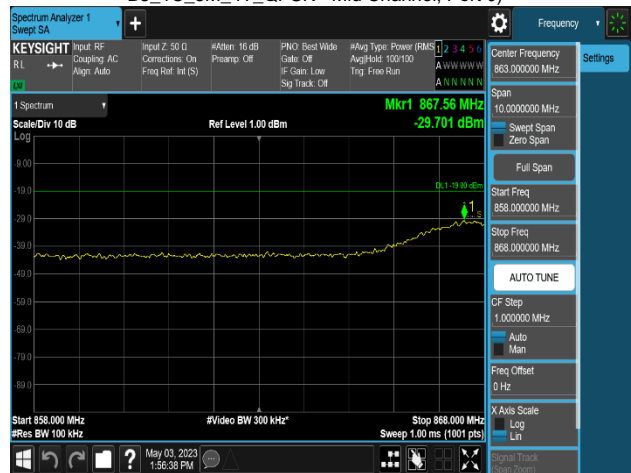 Spectrum Analyzer 1
Swept SA
Frequency
KEYSIGHT
RL
Input: RF
Coupling: AC
Align: Auto
Input Z: 50 Ω
Corrections: On
Freq Ref: Int (S)
#Atten: 16 dB
Preamp: Off
PNO: Best Wide
Gate: Off
IF Gain: Low
Sig Track: Off
#Avg Type: Power (RMS
Avg|Hold: 100/100
Trig: Free Run
1 2 3 4 5 6
A WW WW W
A N N N N N
LV
1 Spectrum
Scale/Div 10 dB
Log
Ref Level 1.00 dBm
Mkr1 867.56 MHz
-29.701 dBm
-9.00
-19.0
-29.0
-39.0
-49.0
-59.0
-69.0
-79.0
-89.0
DL1 -19.00 dBm
1
S
Start 858.000 MHz
#Res BW 100 kHz
#Video BW 300 kHz*
Stop 868.000 MHz
Sweep 1.00 ms (1001 pts)
Center Frequency
863.000000 MHz
Settings
Span
10.0000000 MHz
Swept Span
Zero Span
Full Span
Start Freq
858.000000 MHz
Stop Freq
868.000000 MHz
AUTO TUNE
CF Step
1.000000 MHz
Auto
Man
Freq Offset
0 Hz
X Axis Scale
Log
Lin
Signal Track
(Span Zoom)
?
May 03, 2023
1:56:38 PM